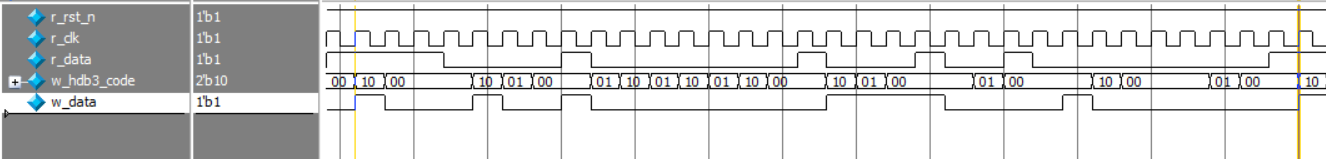 r_rst_n 1'b1
r_clk 1'b1
r_data 1'b1
w_hdb3_code 2'b10 00 10 00 10 01 00 01 10 01 10 01 10 00 10 01 00 01 00 10 00 01 00 10
w_data 1'b1